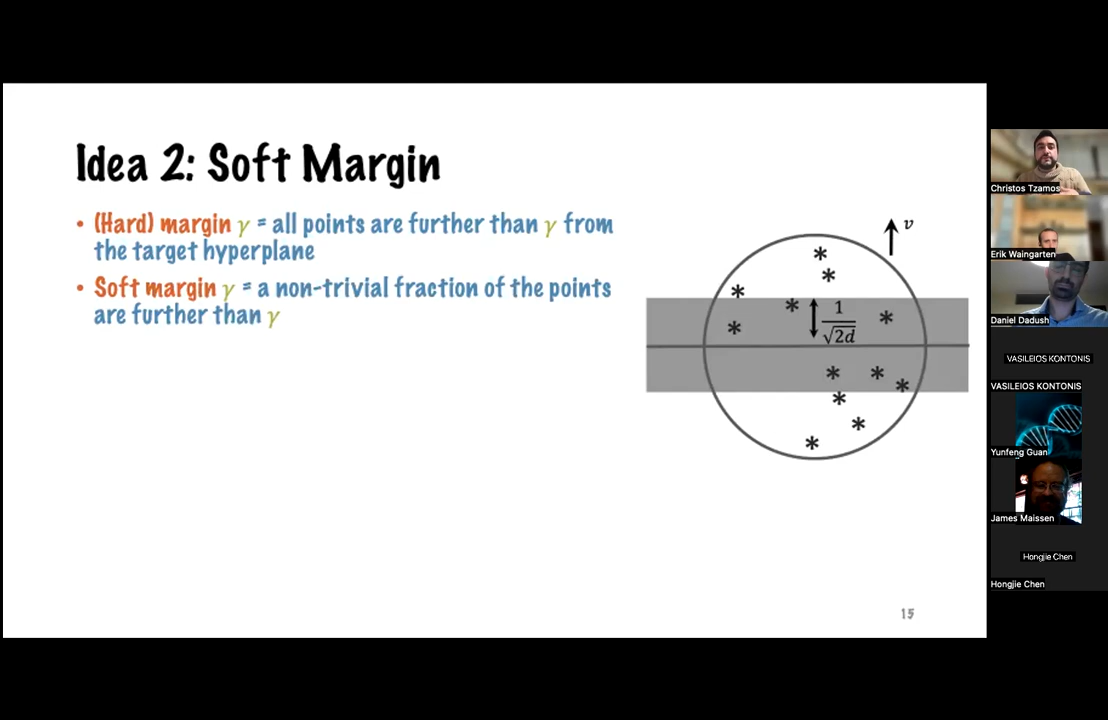 Idea 2: Soft Margin
• (Hard) margin γ = all points are further than γ from
the target hyperplane
• Soft margin γ = a non-trivial fraction of the points
are further than γ
v
1
√2d
15
Christos Tzamos
Erik Waingarten
Daniel Dadush
VASILEIOS KONTONIS
VASILEIOS KONTONIS
Yunfeng Guan
James Maissen
Hongjie Chen
Hongjie Chen